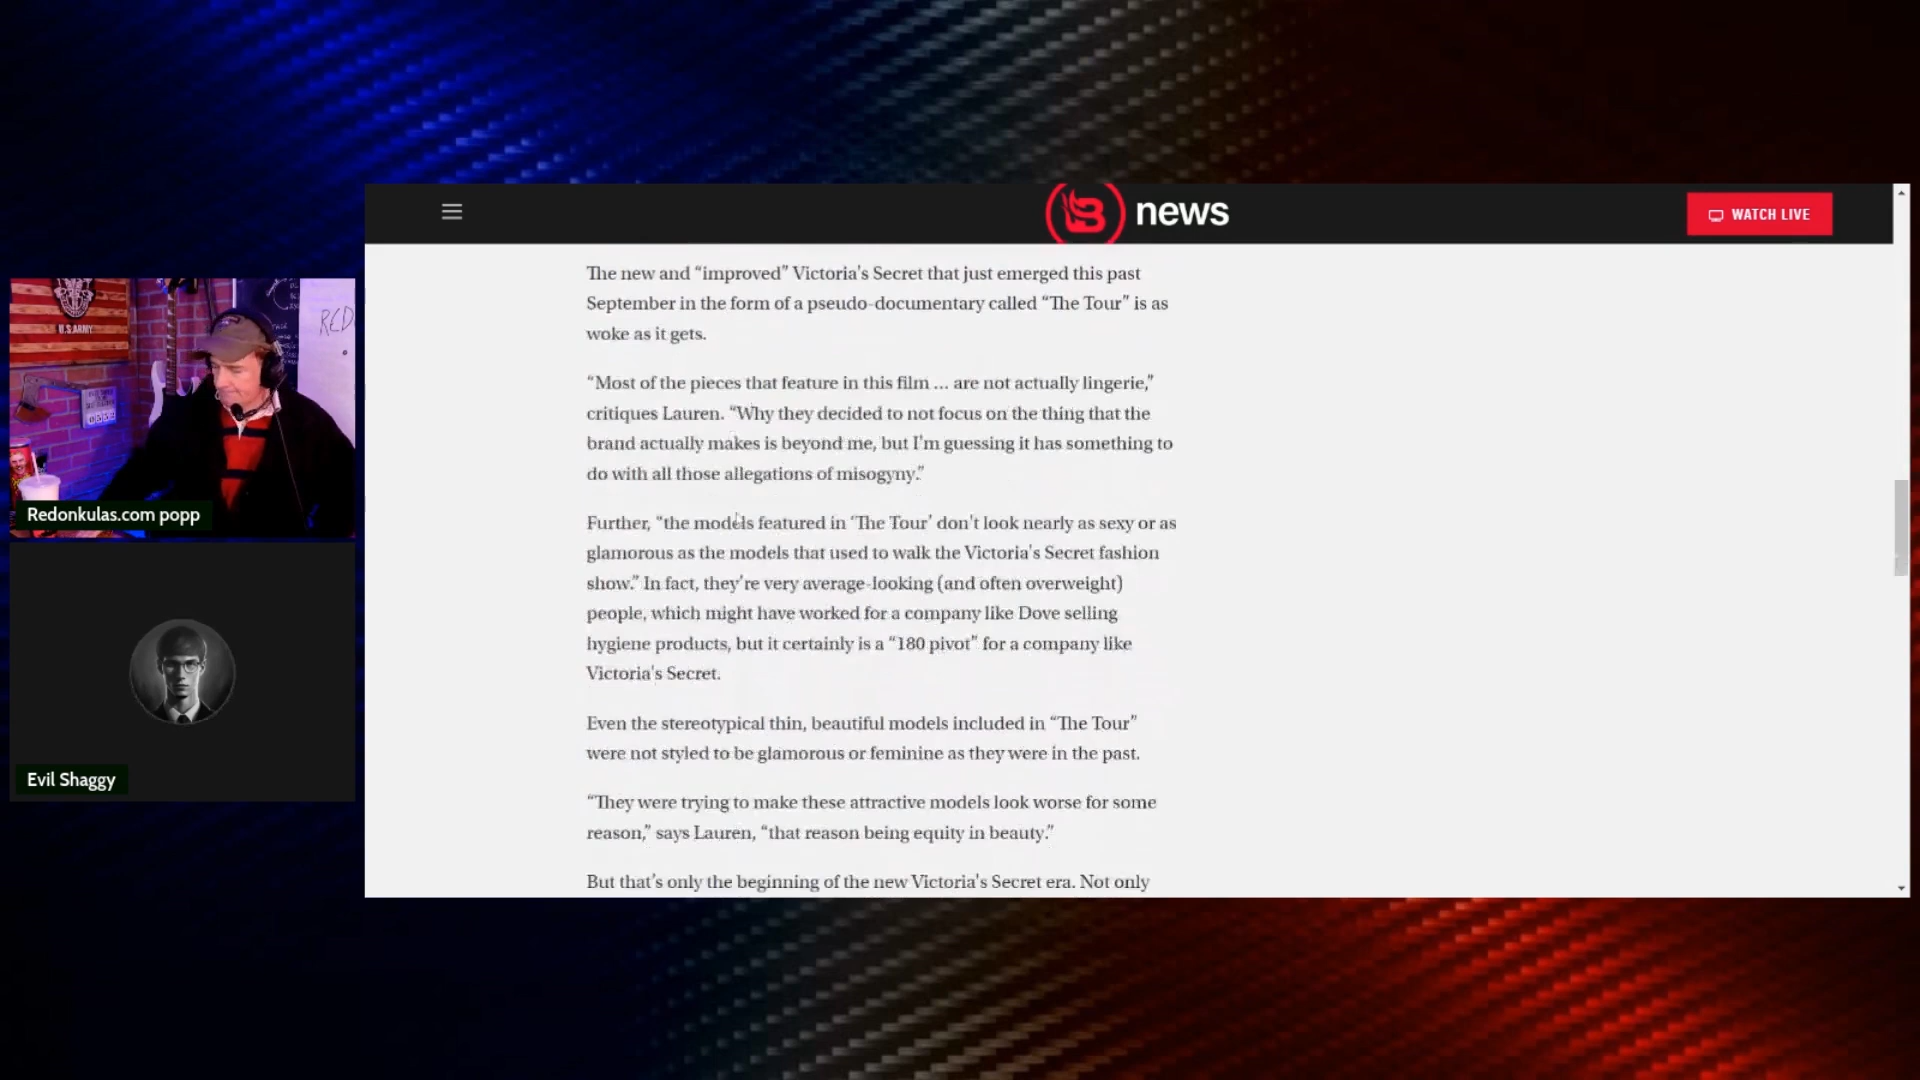 news
WATCH LIVE
The new and “improved” Victoria's Secret that just emerged this past
September in the form of a pseudo-documentary called “The Tour” is as
woke as it gets.
“Most of the pieces that feature in this film ... are not actually lingerie,”
critiques Lauren. “Why they decided to not focus on the thing that the
brand actually makes is beyond me, but I'm guessing it has something to
do with all those allegations of misogyny.”
Further, “the models featured in ‘The Tour’ don't look nearly as sexy or as
glamorous as the models that used to walk the Victoria's Secret fashion
show.” In fact, they’re very average-looking (and often overweight)
people, which might have worked for a company like Dove selling
hygiene products, but it certainly is a “180 pivot” for a company like
Victoria's Secret.
Even the stereotypical thin, beautiful models included in “The Tour”
were not styled to be glamorous or feminine as they were in the past.
“They were trying to make these attractive models look worse for some
reason,” says Lauren, “that reason being equity in beauty.”
But that’s only the beginning of the new Victoria's Secret era. Not only
U.S. ARMY
Redonkulas.com popp
Evil Shaggy